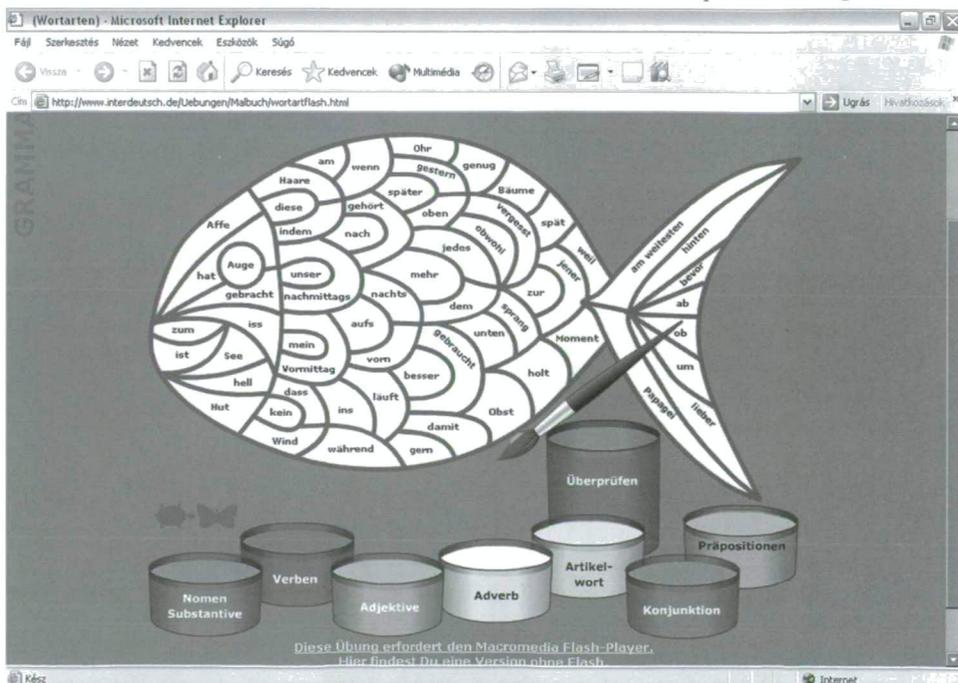 (Wortarten) - Microsoft Internet Explorer
Fájl Szerkesztés Nézet Kedvencek Eszközök Súgó
Vissza Keresés Kedvencek Multimédia
Cím http://www.interdeutsch.de/Uebungen/Malbuch/wortartflash.html Ugrás Hivatkozások
GRAMMA
Ohr
am wenn gestern genug
Haare später Bäume
diese gehört oben vergesst spät
Affe indem nach obwohl weil
jedes jener
Auge
hat unser mehr zur
gebracht nachmittags nachts dem
zum iss aufs sprang
ist See mein vorn unten Moment
gebraucht
hell Vormittag besser holt
Hut dass läuft
kein ins Obst
Wind damit
während gern
am weitesten
hinten
bevor
ab
ob
um
lieber
Papagei
Überprüfen
Nomen
Substantive
Verben
Adjektive
Adverb
Artikel-
wort
Konjunktion
Präpositionen
Diese Übung erfordert den Macromedia Flash-Player.
Hier findest Du eine Version ohne Flash.
Kész Internet